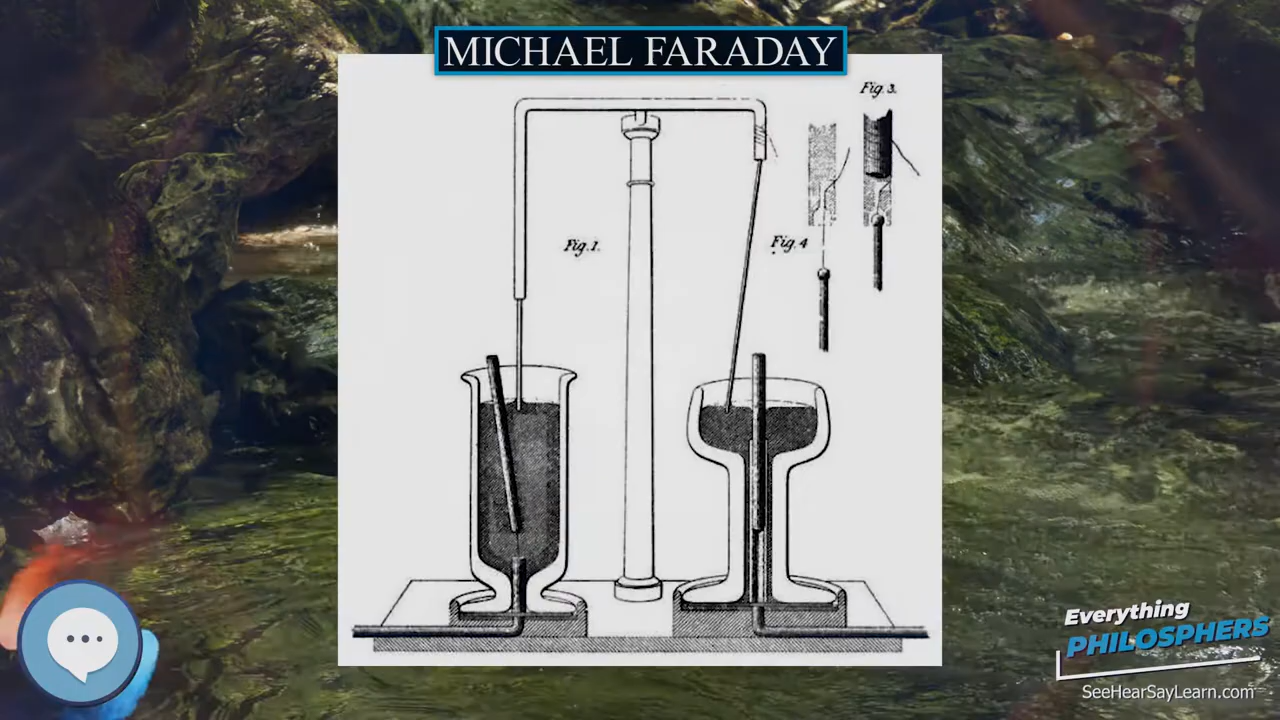 MICHAEL FARADAY
Fig. 3.
Fig. 1.
Fig. 4
Everything
PHILOSPHERS
SeeHearSayLearn.com